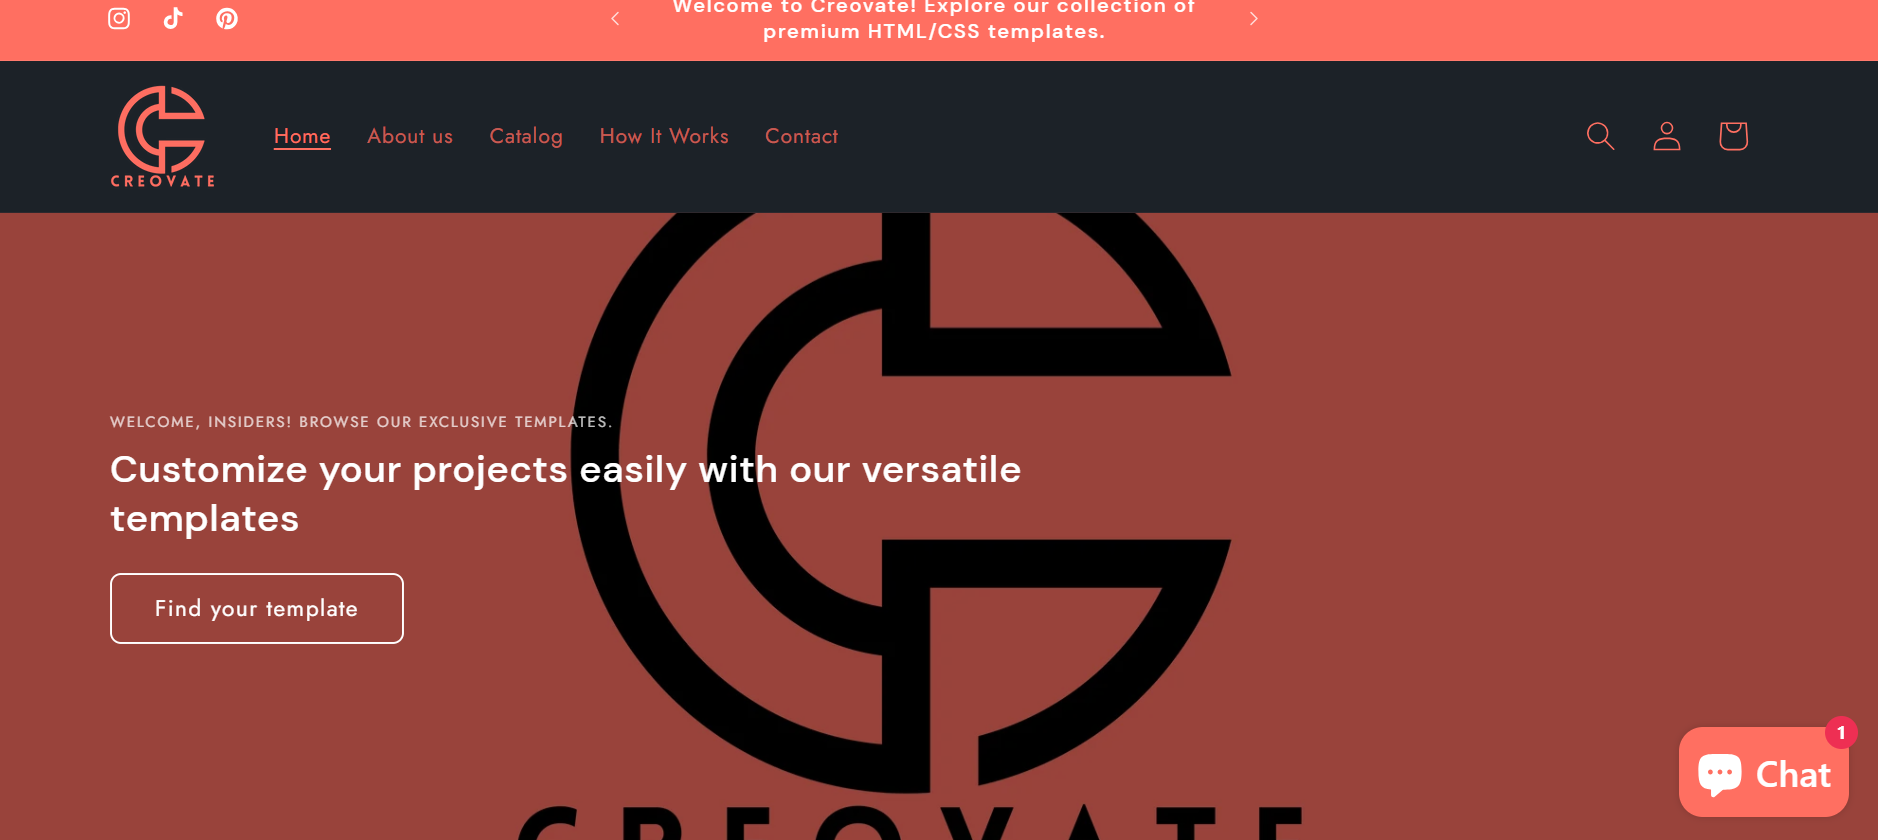 Welcome to Creovate! Explore our collection of
premium HTML/CSS templates.
CREOVATE
Home About us Catalog How It Works Contact
WELCOME, INSIDERS! BROWSE OUR EXCLUSIVE TEMPLATES.
Customize your projects easily with our versatile
templates
Find your template
1
Chat
CREOVATE